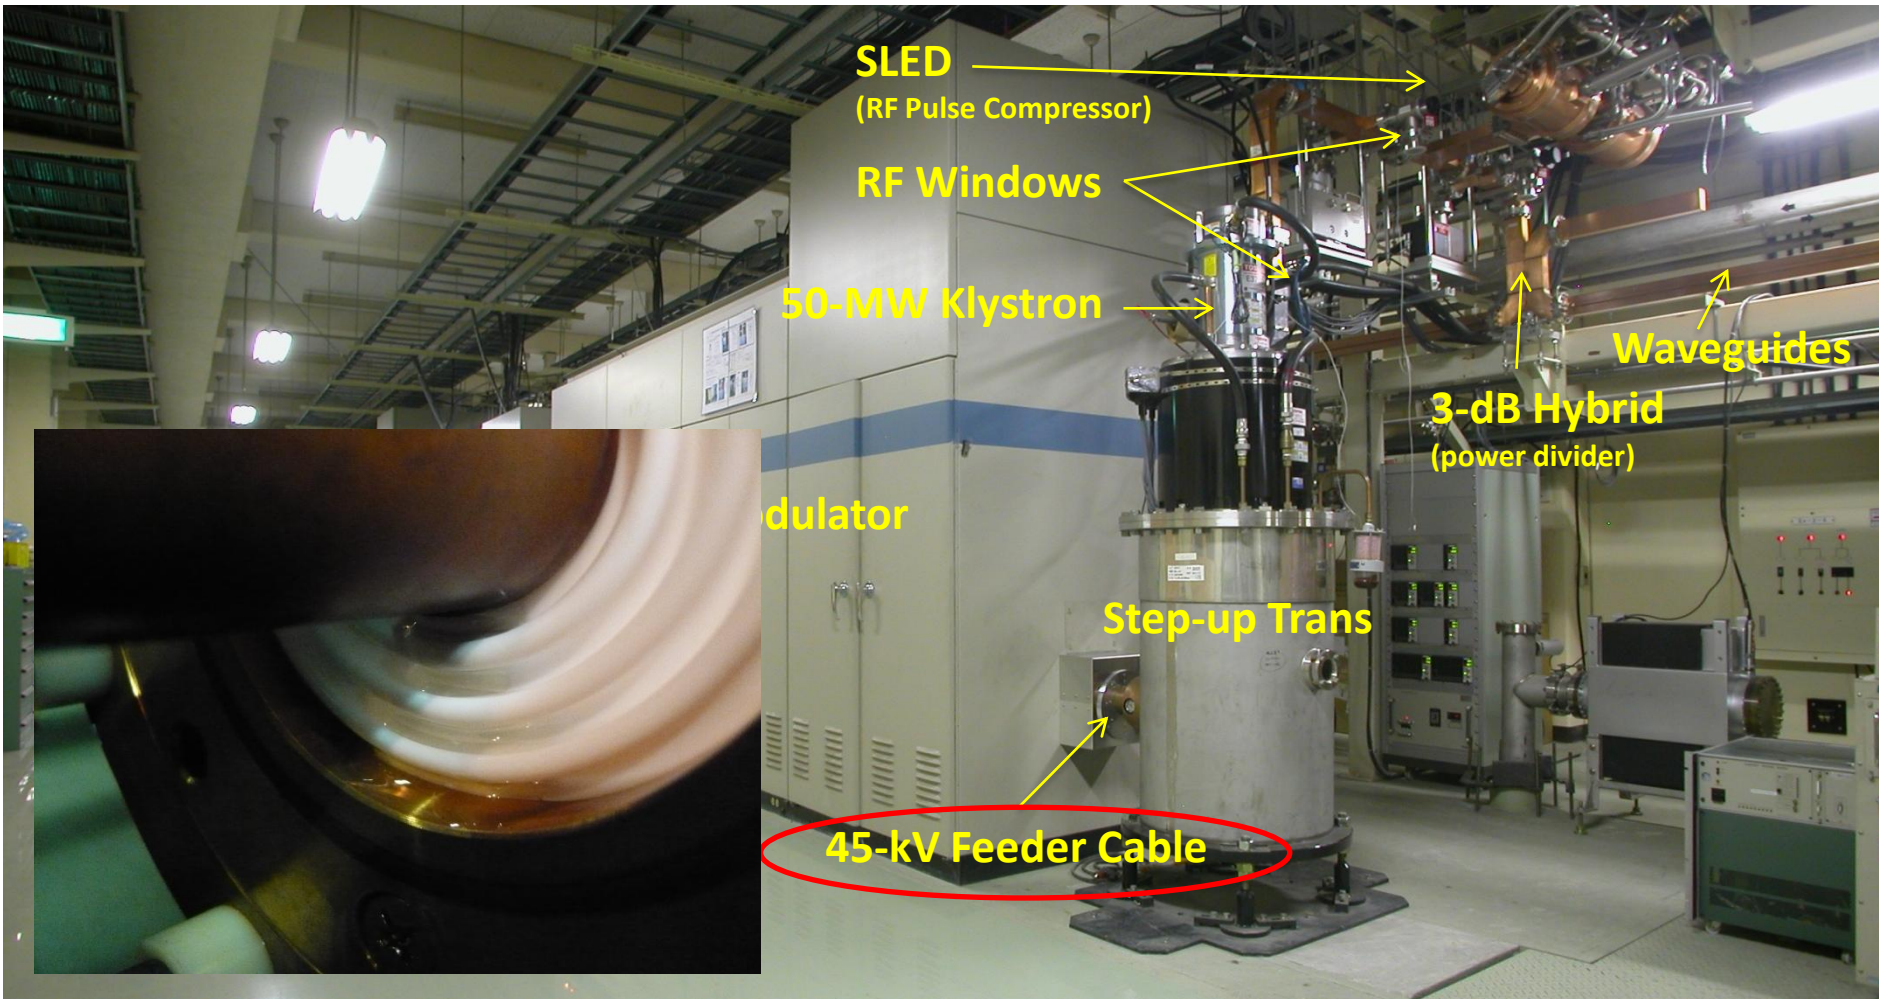 SLED
(RF Pulse Compressor)
RF Windows
50-MW Klystron
Waveguides
3-dB Hybrid
(power divider)
dulator
Step-up Trans
45-kV Feeder Cable